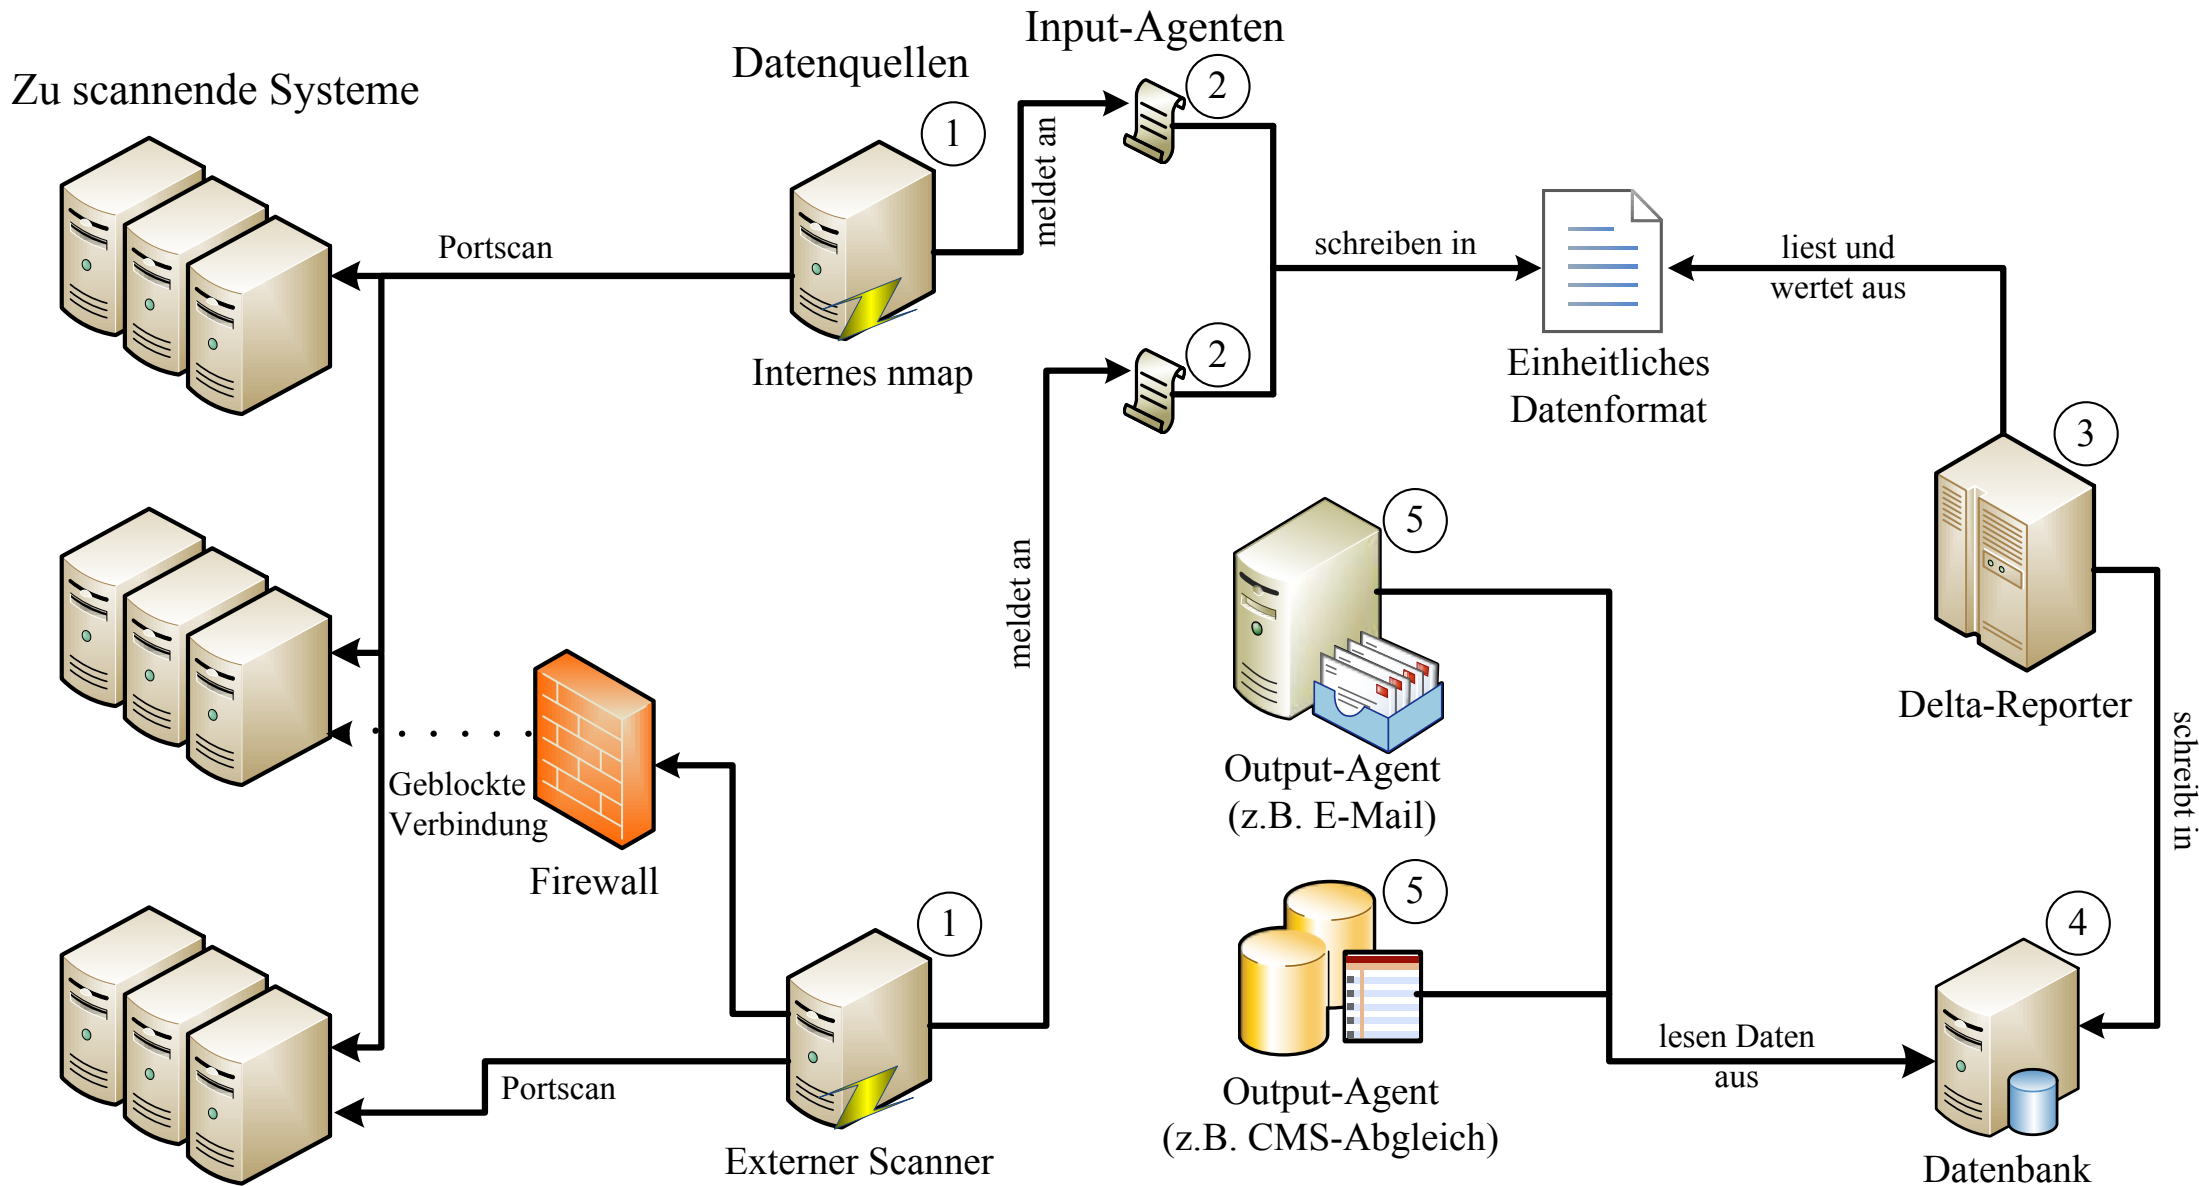 Input-Agenten
Datenquellen
Zu scannende Systeme
1
2
meldet an
Portscan
schreiben in
liest und
wertet aus
Internes nmap
2
Einheitliches
Datenformat
3
5
meldet an
Delta-Reporter
schreibt in
Geblockte
Verbindung
Firewall
Output-Agent
(z.B. E-Mail)
5
1
4
lesen Daten
aus
Portscan
Output-Agent
(z.B. CMS-Abgleich)
Externer Scanner
Datenbank